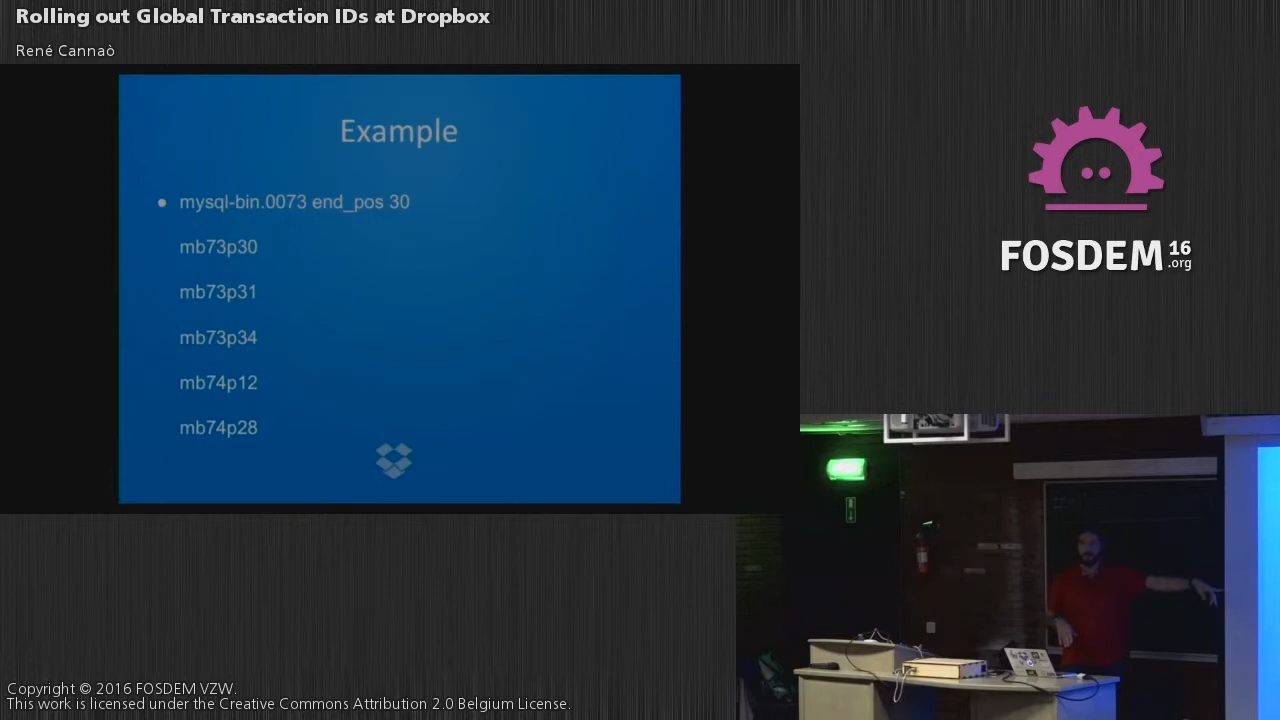 Rolling out Global Transaction IDs at Dropbox
René Cannaò
Example
• mysql-bin.0073 end_pos 30
mb73p30
mb73p31
mb73p34
mb74p12
mb74p28
FOSDEM 16 .org
Copyright © 2016 FOSDEM VZW.
This work is licensed under the Creative Commons Attribution 2.0 Belgium License.